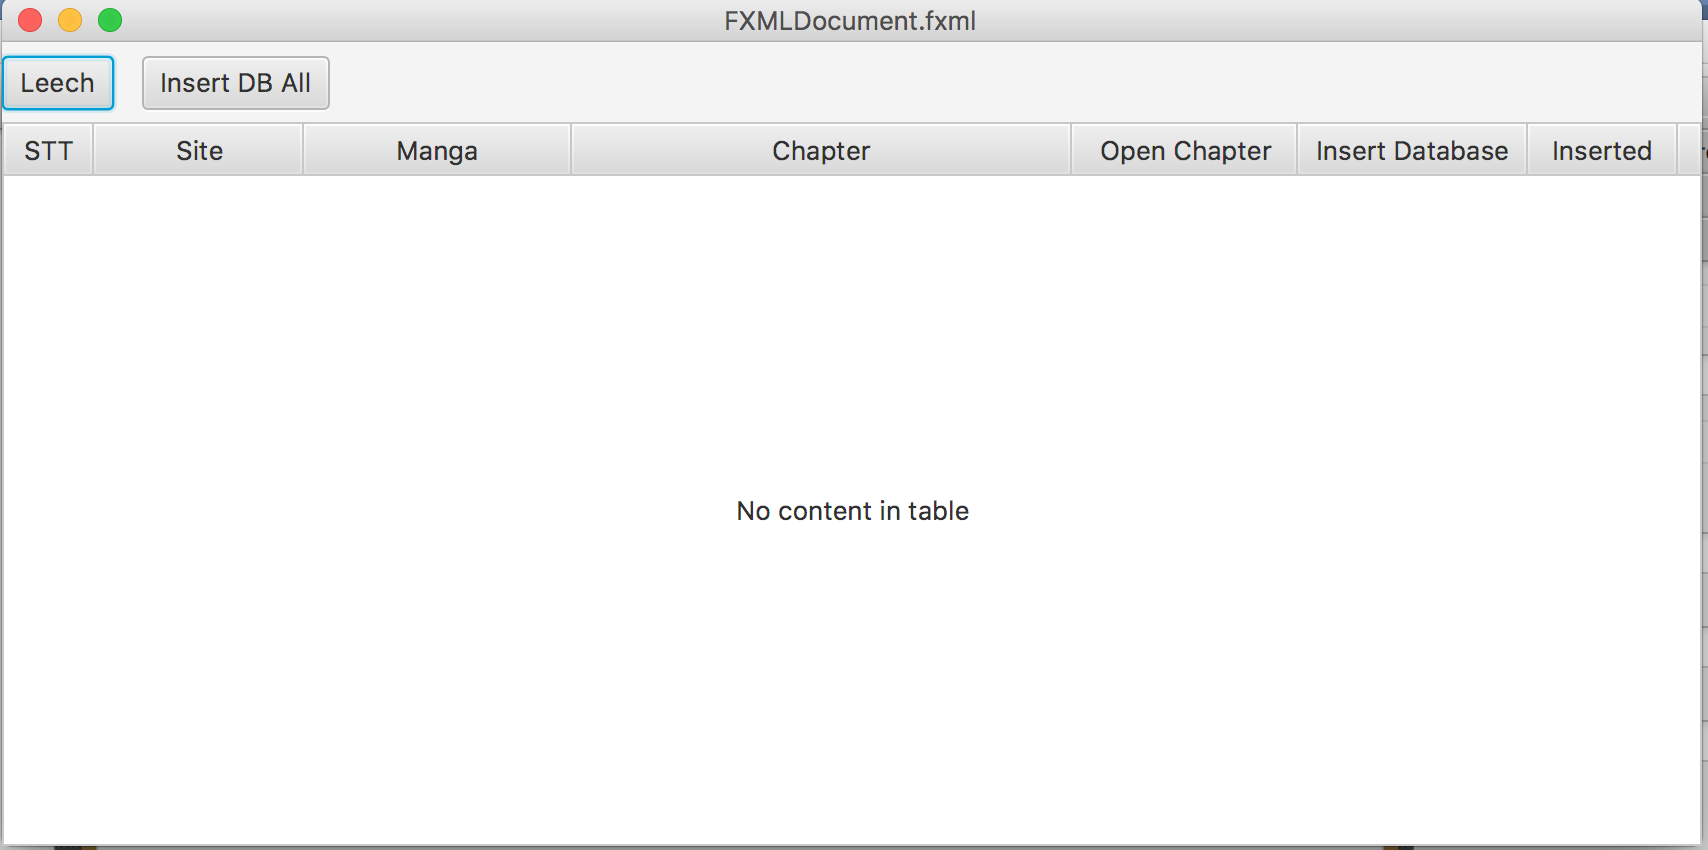 FXMLDocument.fxml
Leech Insert DB All
STT Site Manga Chapter Open Chapter Insert Database Inserted
No content in table